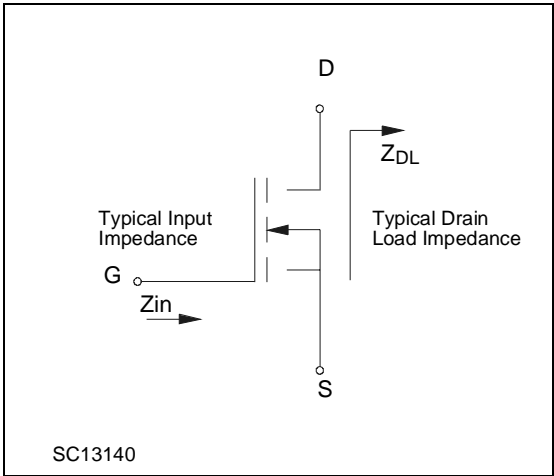 D
ZDL
Typical Input
Impedance
Typical Drain
Load Impedance
G
Zin
S
SC13140